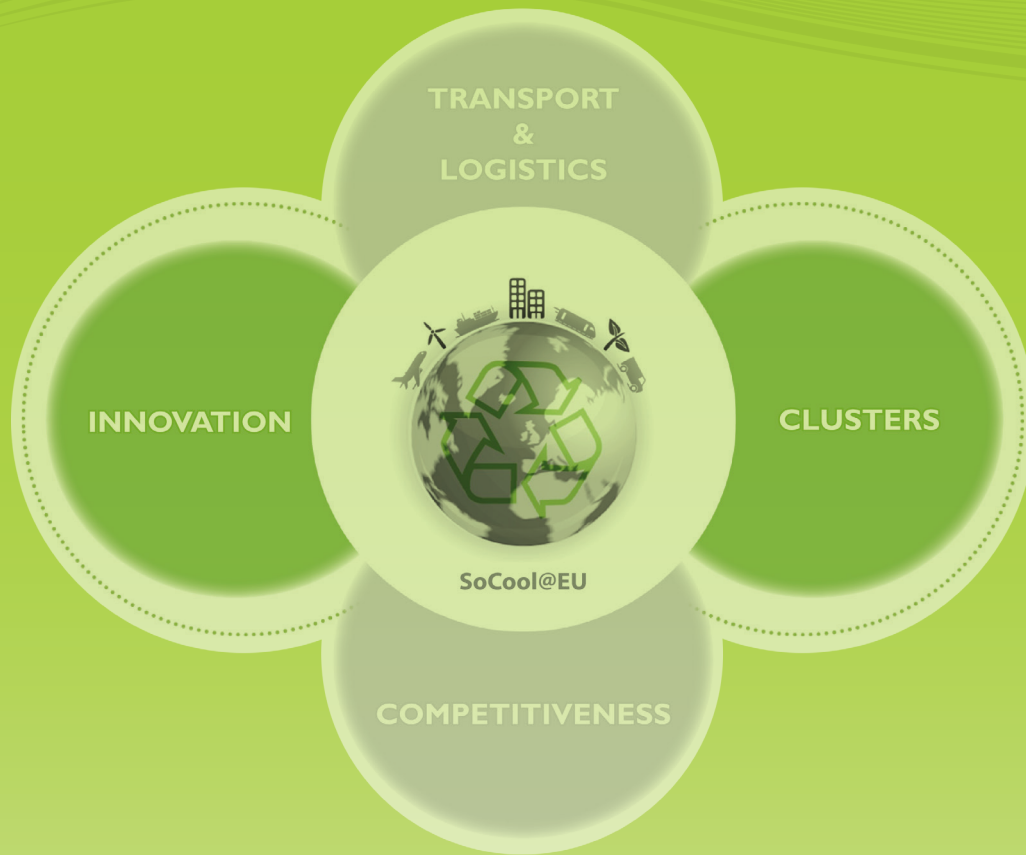 TRANSPORT
&
LOGISTICS
INNOVATION
CLUSTERS
SoCool@EU
COMPETITIVENESS